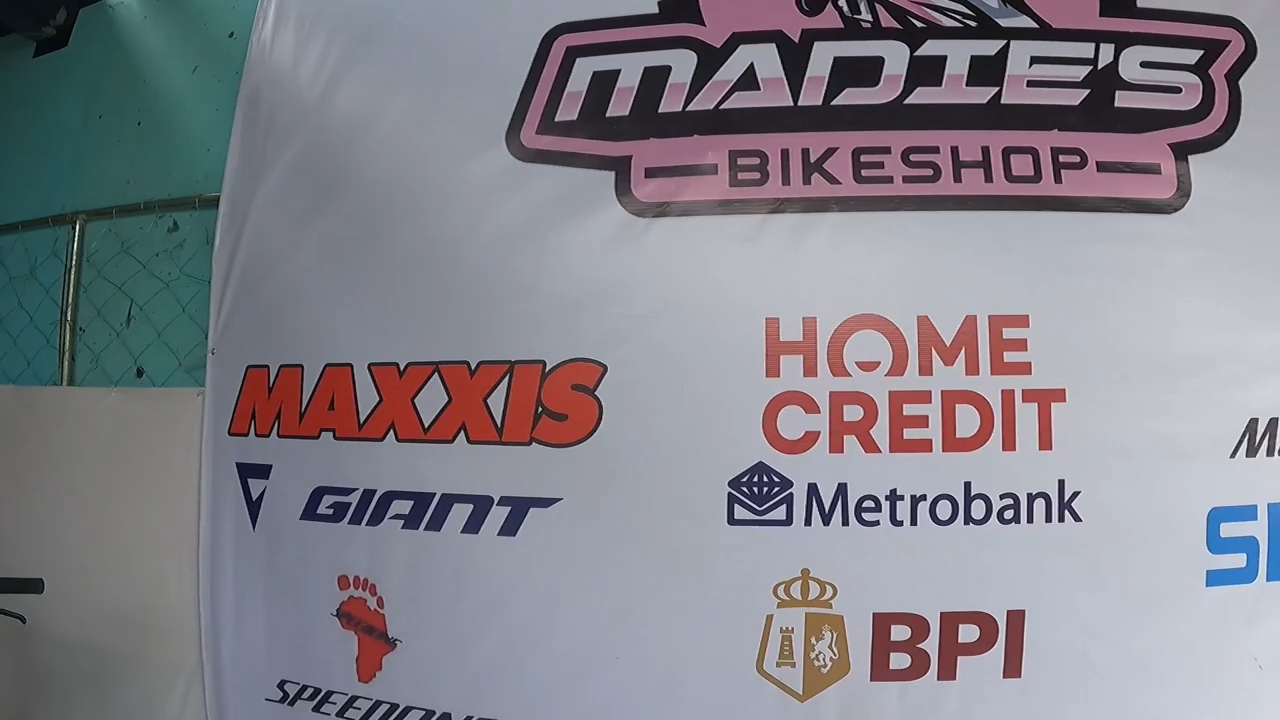 MADIE'S
BIKESHOP
MAXXIS
GIANT
HOME
CREDIT
Metrobank
BPI